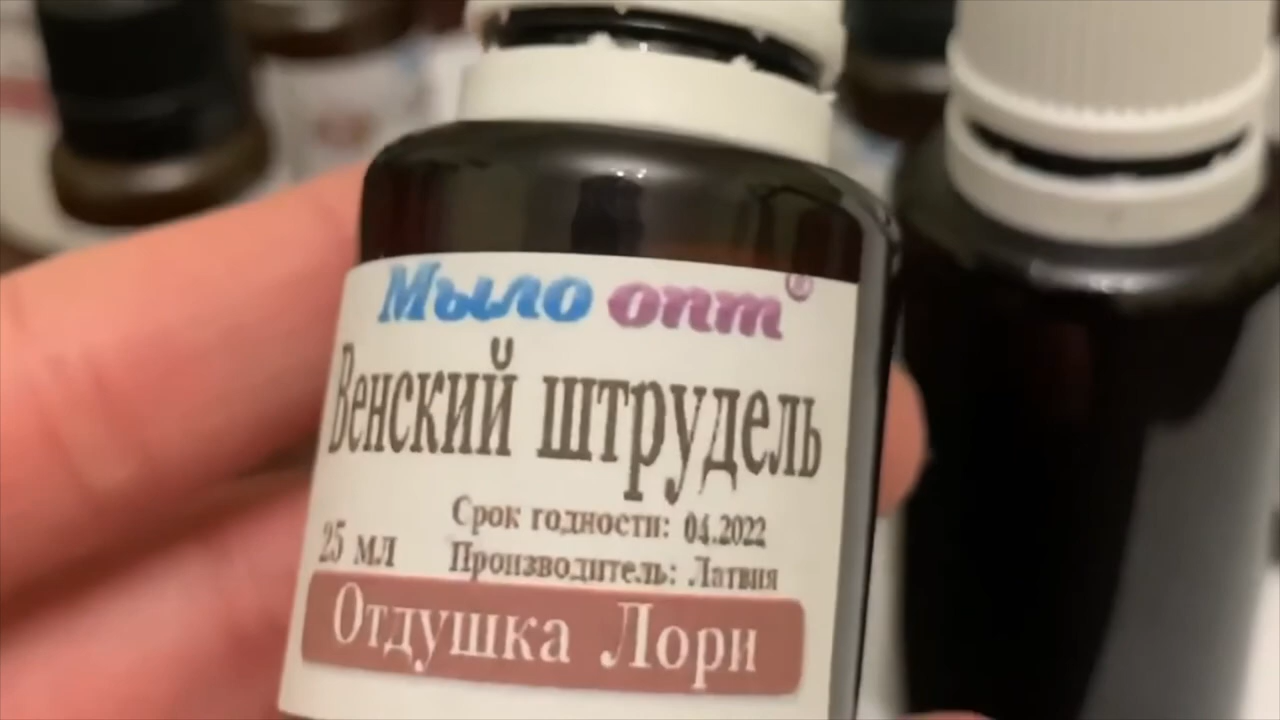 Мыло опт®
Венский штрудель
Срок годности: 04.2022
25 мл Производитель: Латвия
Отдушка Лори